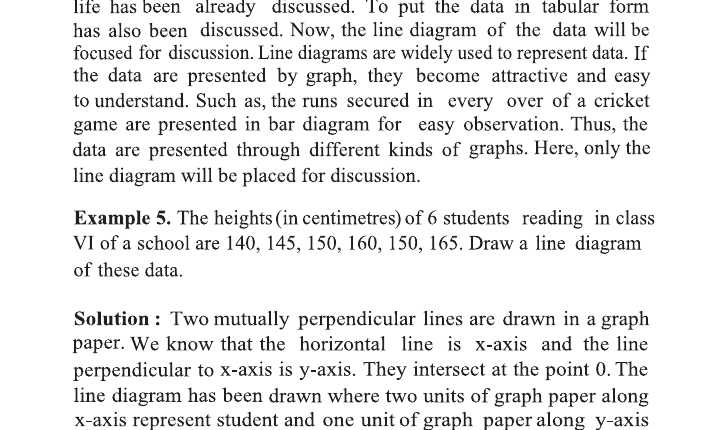 life has been already discussed. To put the data in tabular form
has also been discussed. Now, the line diagram of the data will be
focused for discussion. Line diagrams are widely used to represent data. If
the data are presented by graph, they become attractive and easy
to understand. Such as, the runs secured in every over of a cricket
game are presented in bar diagram for easy observation. Thus, the
data are presented through different kinds of graphs. Here, only the
line diagram will be placed for discussion.
Example 5. The heights (in centimetres) of 6 students reading in class
VI of a school are 140, 145, 150, 160, 150, 165. Draw a line diagram
of these data.
Solution : Two mutually perpendicular lines are drawn in a graph
paper. We know that the horizontal line is x-axis and the line
perpendicular to x-axis is y-axis. They intersect at the point 0. The
line diagram has been drawn where two units of graph paper along
x-axis represent student and one unit of graph paper along y-axis